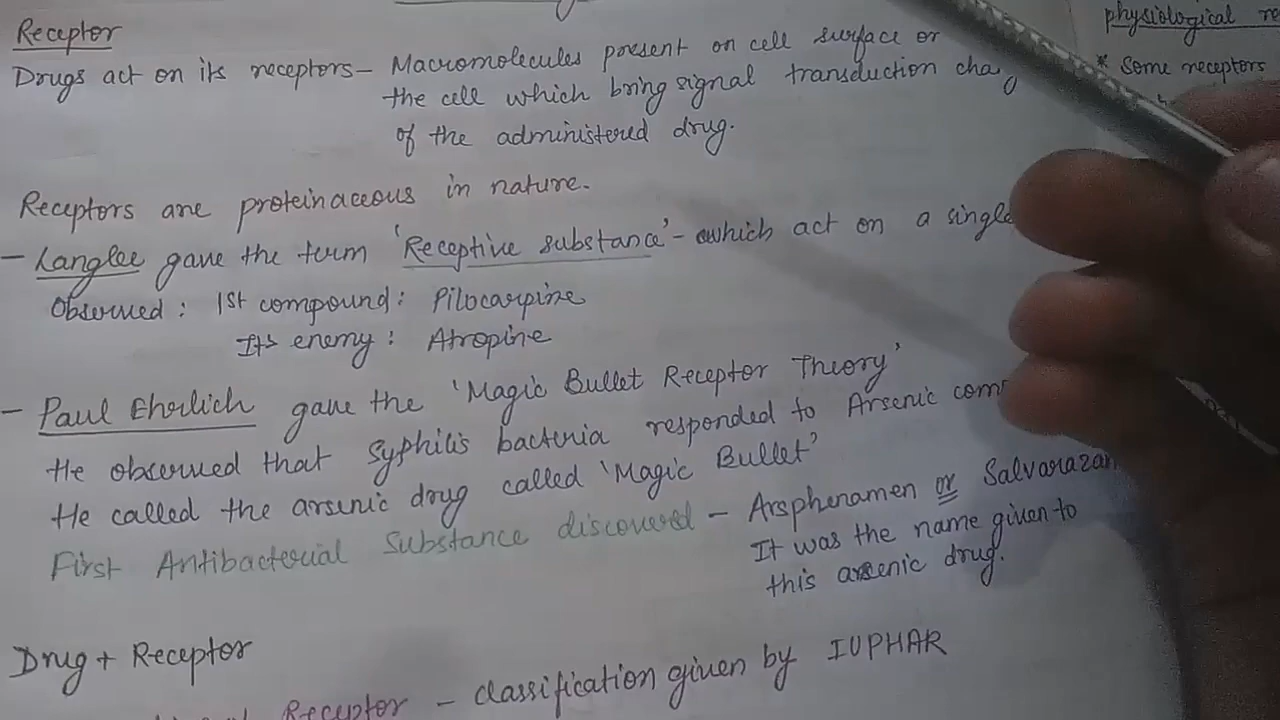 Receptor
Drugs act on its receptors - Macromolecules present on cell surface or
the cell which bring signal transduction
of the administered drug.
Receptors are proteinaceous in nature.
- Langlee gave the term 'Receptive substance' - which act on a single
Observed: 1st compound: Pilocarpine
Its enemy: Atropine
- Paul Ehrlich gave the 'Magic Bullet Receptor Theory'
He observed that syphilis bacteria responded to Arsenic
He called the arsenic drug called 'Magic Bullet'
First Antibacterial Substance discovered - Arsphenamen or Salvarazan
It was the name given to
this arsenic drug.
Drug + Receptor
Receptor - classification given by IUPHAR
physiological
* Some receptors